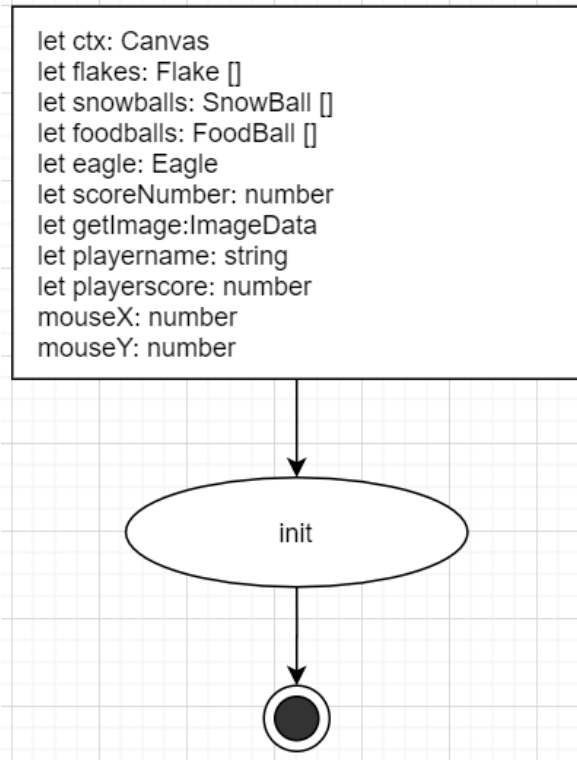 let ctx: Canvas
let flakes: Flake []
let snowballs: SnowBall []
let foodballs: FoodBall []
let eagle: Eagle
let scoreNumber: number
let getImage:ImageData
let playername: string
let playerscore: number
mouseX: number
mouseY: number
init